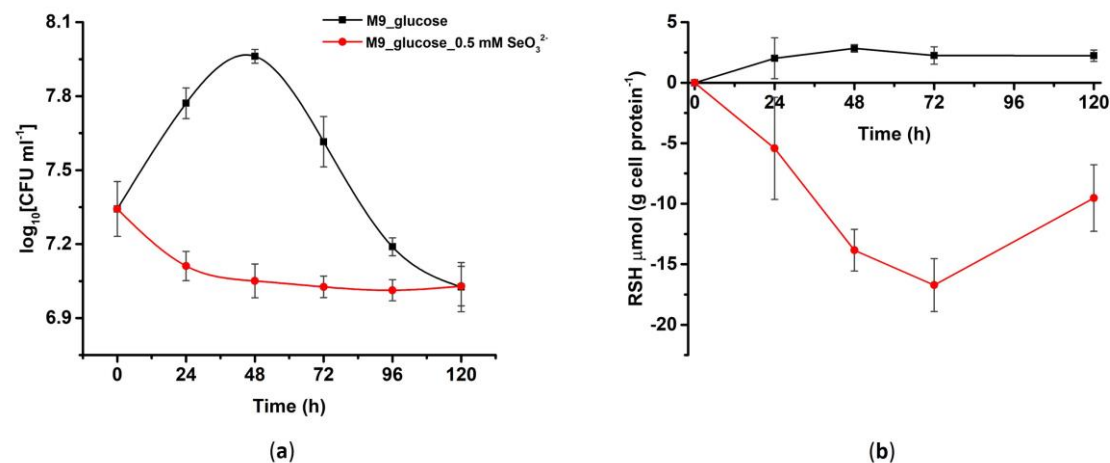 M9_glucose
M9_glucose_0.5 mM SeO₃²⁻
log₁₀[CFU ml⁻¹]
8.1
7.8
7.5
7.2
6.9
0 24 48 72 96 120
Time (h)
(a)
RSH μmol (g cell protein⁻¹)
5
0
-5
-10
-15
-20
0 24 48 72 96 120
Time (h)
(b)